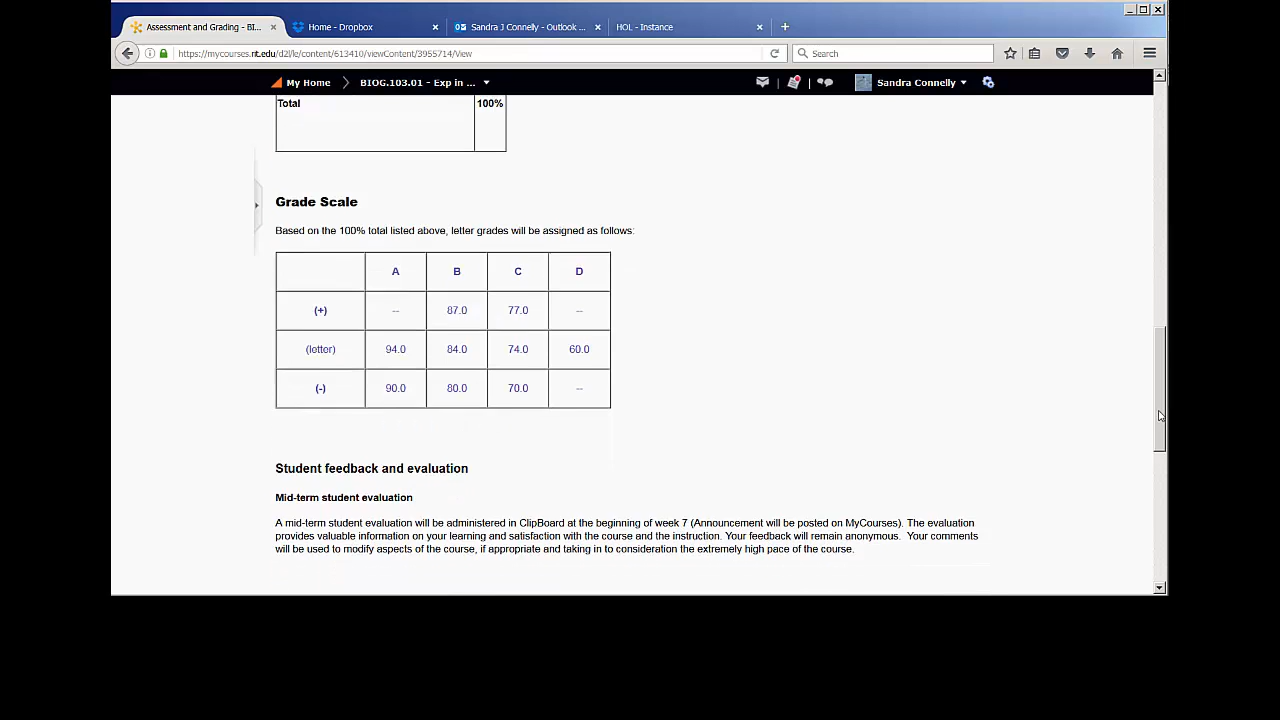 Assessment and Grading - BI...
Home - Dropbox
Sandra J Connelly - Outlook ...
HOL - Instance
https://mycourses.rit.edu/d2l/le/content/613410/viewContent/3955714/View
Search
My Home
BIOG.103.01 - Exp in ...
Sandra Connelly
Total 100%
Grade Scale
Based on the 100% total listed above, letter grades will be assigned as follows:
A B C D
(+) -- 87.0 77.0 --
(letter) 94.0 84.0 74.0 60.0
(-) 90.0 80.0 70.0 --
Student feedback and evaluation
Mid-term student evaluation
A mid-term student evaluation will be administered in ClipBoard at the beginning of week 7 (Announcement will be posted on MyCourses). The evaluation
provides valuable information on your learning and satisfaction with the course and the instruction. Your feedback will remain anonymous. Your comments
will be used to modify aspects of the course, if appropriate and taking in to consideration the extremely high pace of the course.